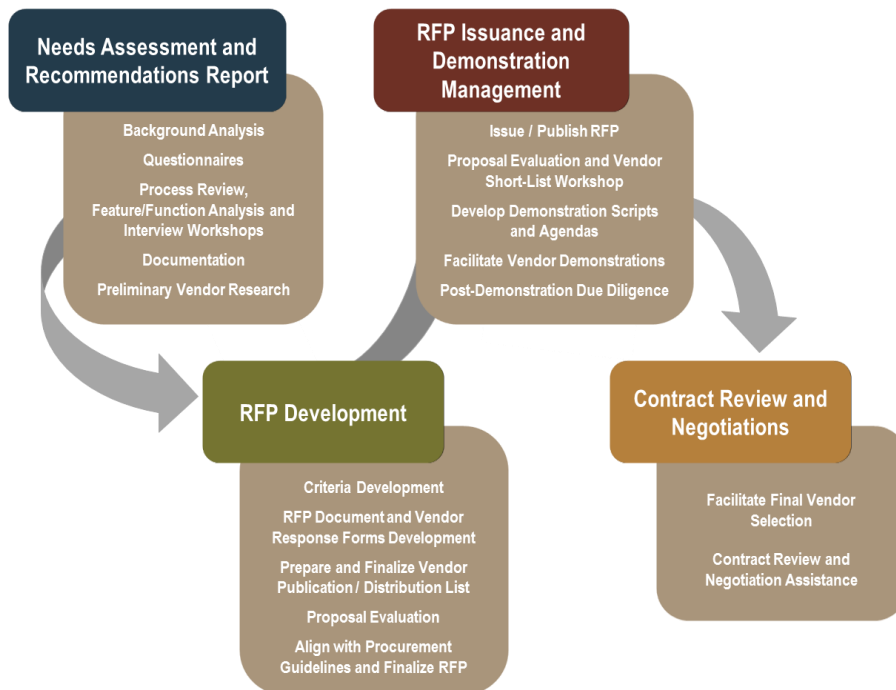 Needs Assessment and
Recommendations Report
Background Analysis
Questionnaires
Process Review,
Feature/Function Analysis and
Interview Workshops
Documentation
Preliminary Vendor Research
RFP Development
Criteria Development
RFP Document and Vendor
Response Forms Development
Prepare and Finalize Vendor
Publication / Distribution List
Proposal Evaluation
Align with Procurement
Guidelines and Finalize RFP
RFP Issuance and
Demonstration
Management
Issue / Publish RFP
Proposal Evaluation and Vendor
Short-List Workshop
Develop Demonstration Scripts
and Agendas
Facilitate Vendor Demonstrations
Post-Demonstration Due Diligence
Contract Review and
Negotiations
Facilitate Final Vendor
Selection
Contract Review and
Negotiation Assistance